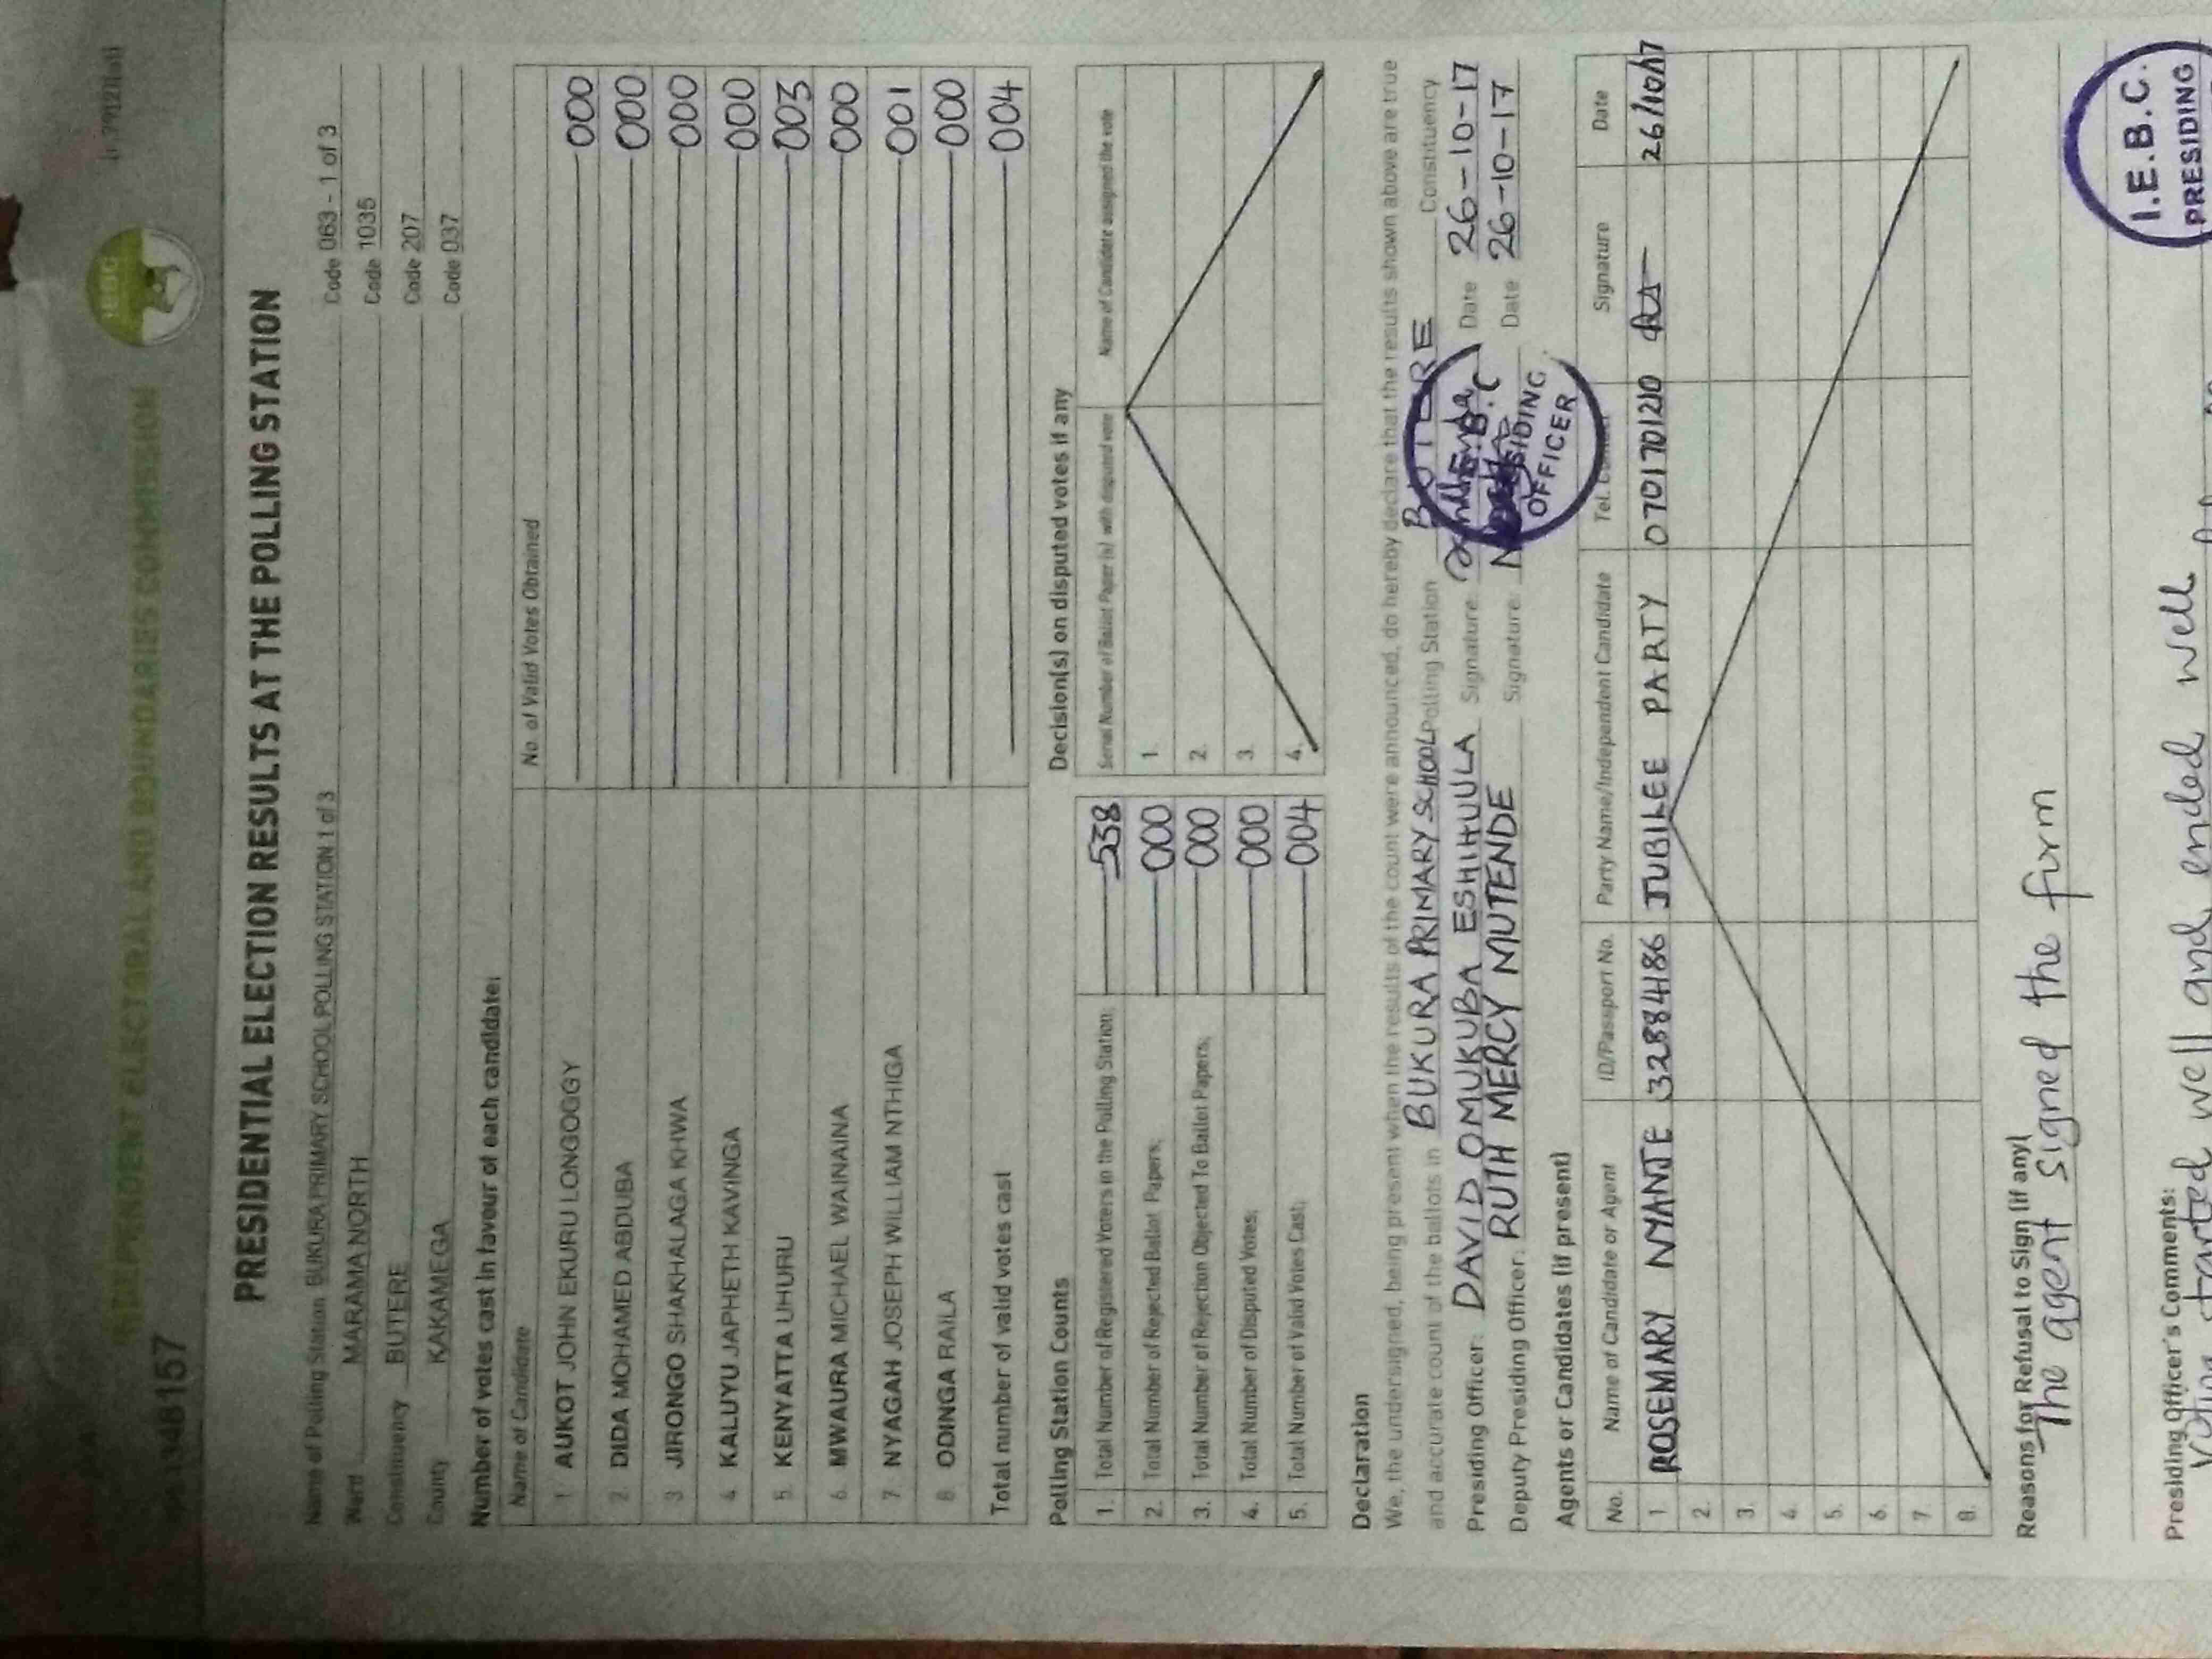 INDEPENDENT ELECTORAL AND BOUNDARIES COMMISSION
IEBC
PRESIDENTIAL ELECTION RESULTS AT THE POLLING STATION
Name of Polling Station BUKURA PRIMARY SCHOOL POLLING STATION 1 of 3 Code 063 - 1 of 3
Ward MARAMA NORTH Code 1035
Constituency BUTERE Code 207
County KAKAMEGA Code 037
Number of votes cast in favour of each candidate:
Name of Candidate No. of Valid Votes Obtained
1 AUKOT JOHN EKURU LONGOGGY 000
2. DIDA MOHAMED ABDUBA 000
3 JIRONGO SHAKHALAGA KHWA 000
4 KALUYU JAPHETH KAVINGA 000
5. KENYATTA UHURU 003
6. MWAURA MICHAEL WAINAINA 000
7 NYAGAH JOSEPH WILLIAM NTHIGA 001
8 ODINGA RAILA 000
Total number of valid votes cast 004
Polling Station Counts
1. Total Number of Registered Voters in the Polling Station; 538
2. Total Number of Rejected Ballot Papers; 000
3. Total Number of Rejection Objected To Ballot Papers; 000
4. Total Number of Disputed Votes; 000
5. Total Number of Valid Votes Cast; 004
Decision(s) on disputed votes if any
Serial Number of Ballot Paper (s) with disputed vote Name of Candidate assigned the vote
1.
2.
3.
4.
Declaration
We, the undersigned, being present when the results of the count were announced, do hereby declare that the results shown above are true
and accurate count of the ballots in BUKURA PRIMARY SCHOOL Polling Station BUTERE Constituency
Presiding Officer: DAVID OMUKUBA ESHIHULA Signature: Date 26-10-17
Deputy Presiding Officer: RUTH MERCY MUTENDE Signature: Date 26-10-17
OFFICER
Agents or Candidates (if present)
No. Name of Candidate or Agent ID/Passport No. Party Name/Independent Candidate Tel. Signature Date
1 ROSEMARY NYANJE 32884186 JUBILEE PARTY 0701701210 26/10/17
2.
3.
4.
5.
6.
7.
8.
Reasons for Refusal to Sign (if any)
The agent signed the form
Presiding Officer's Comments:
started well and ended well
I.E.B.C.
PRESIDING